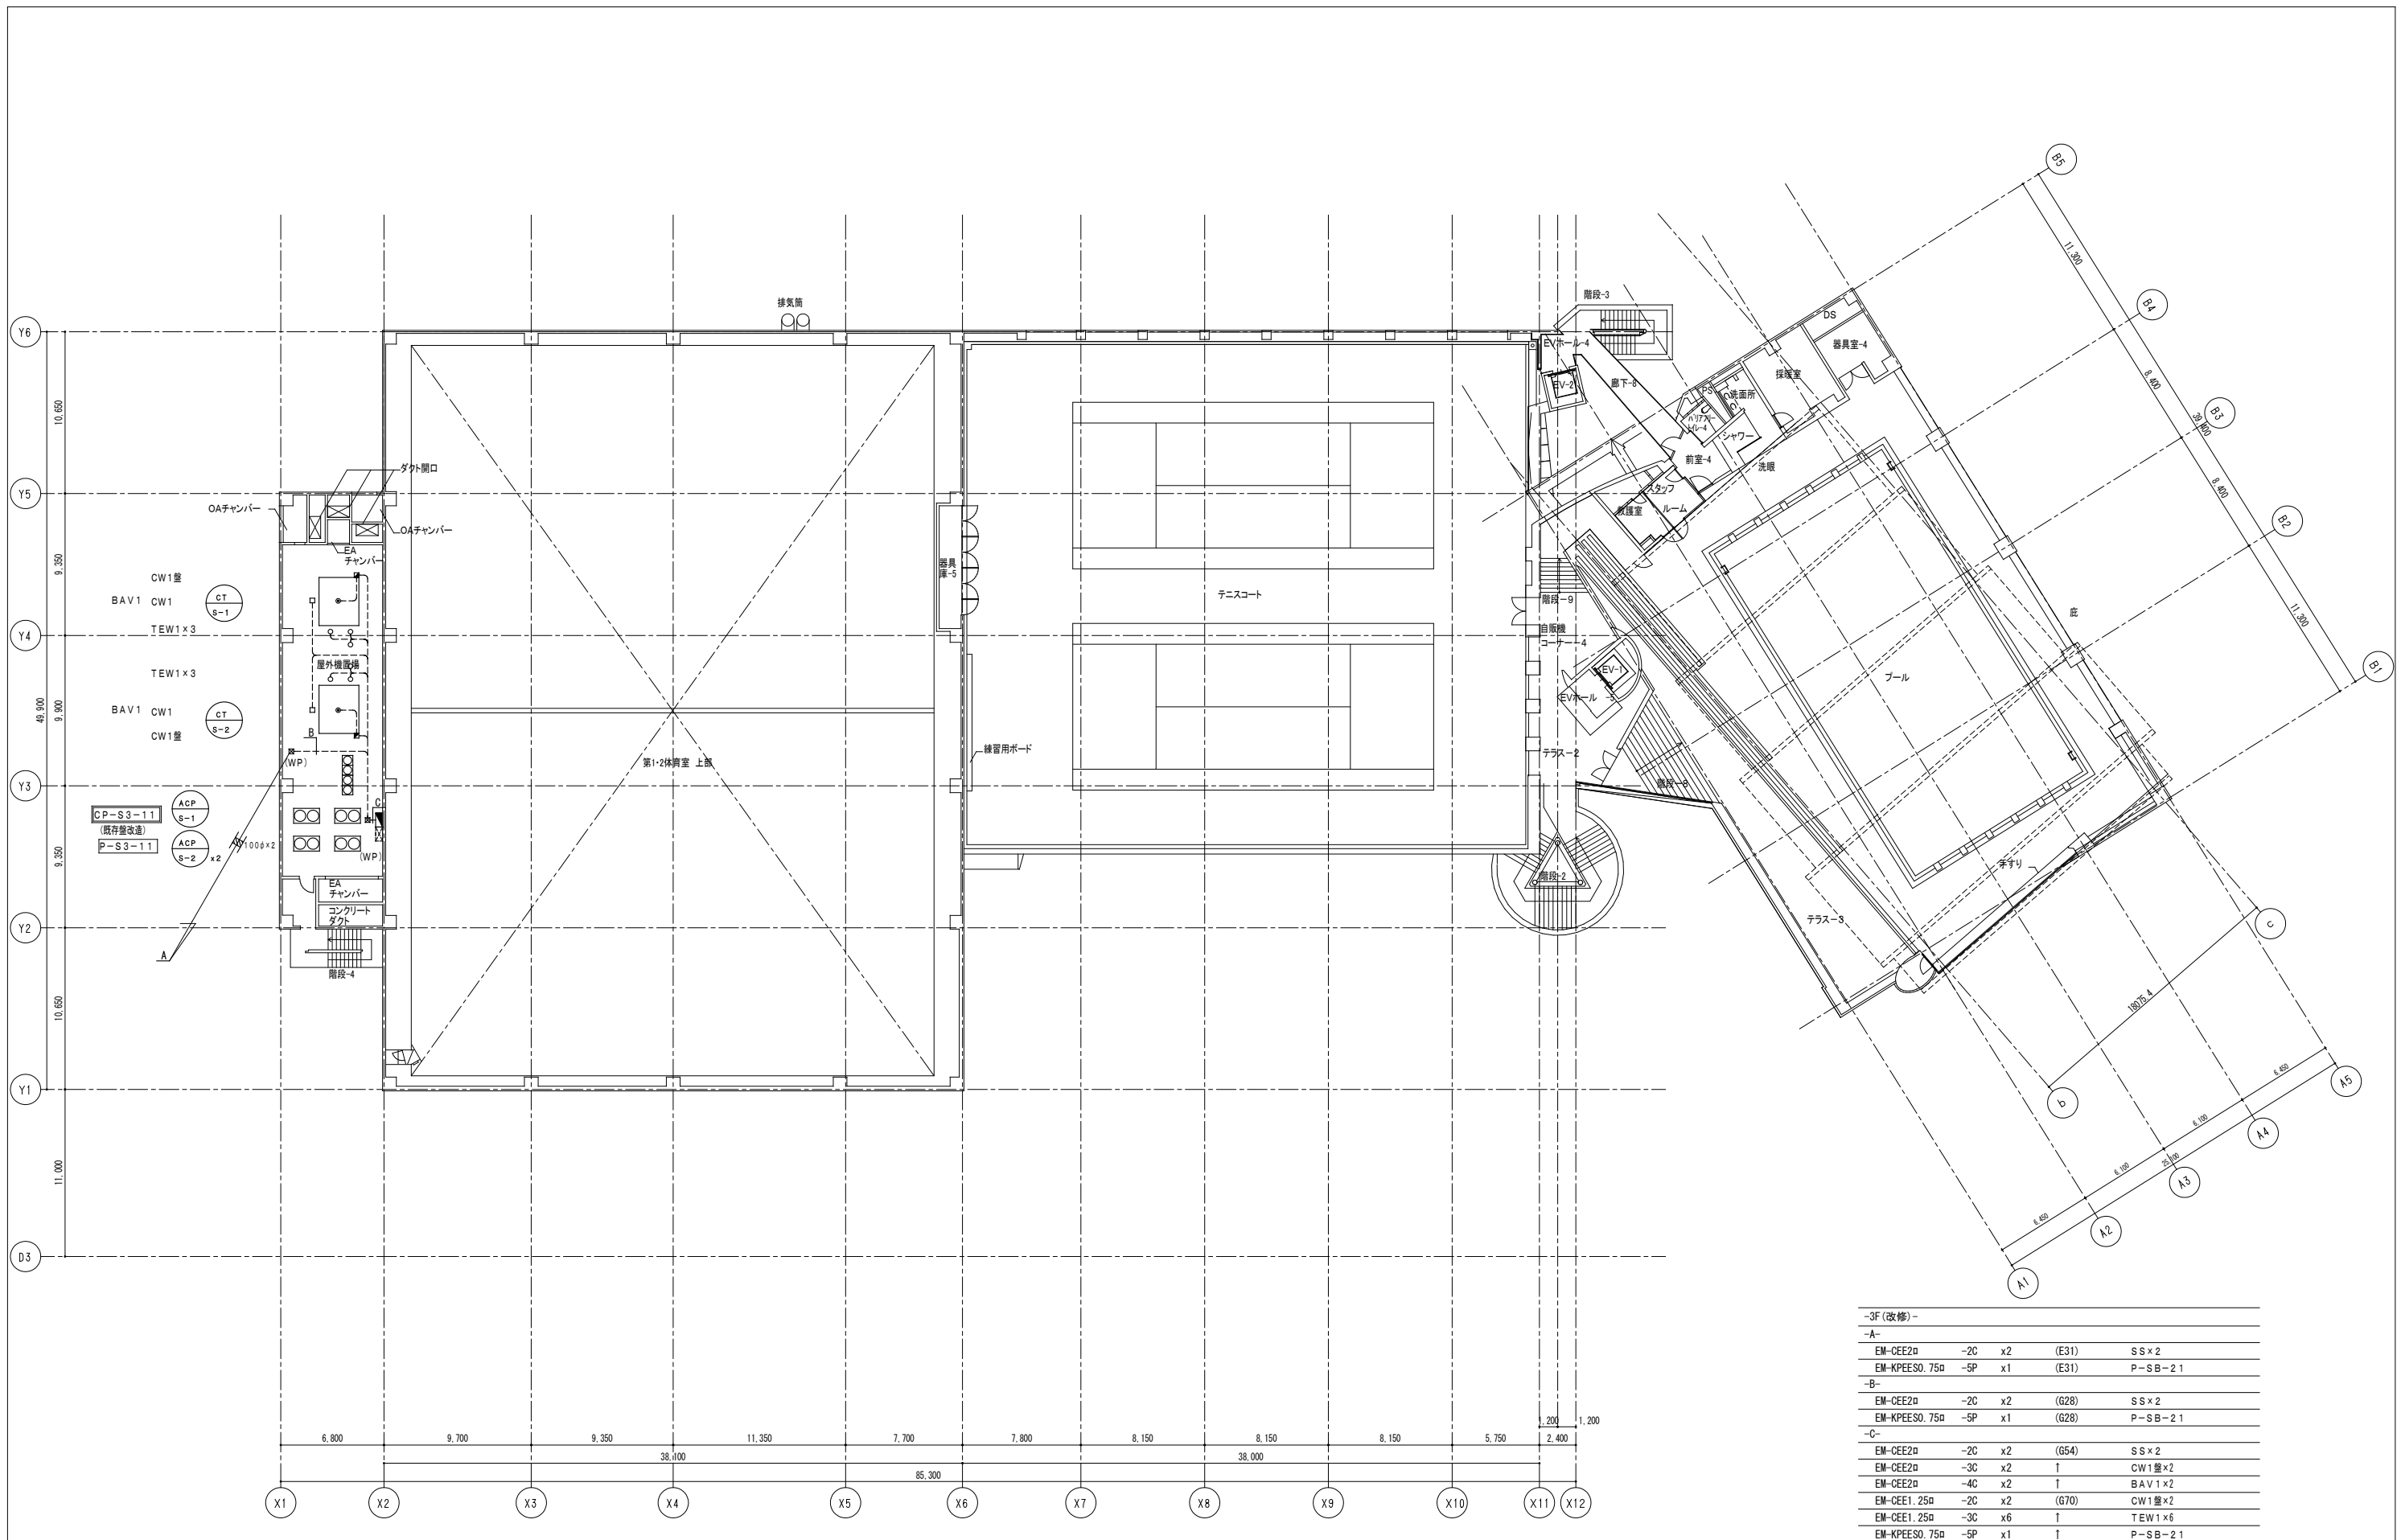 B5
11,300
B4
8,400
39,400
B3
8,400
B2
11,300
B1
排気筒
階段-3
Y6
EVホール-4
EV-2
廊下-8
DS
器具室-4
採暖室
PS
洗面所
バリアフリー
トイレ-4
シャワー
前室-4
洗眼
10,650
ダクト開口
Y5
OAチャンバー
OAチャンバー
EA
チャンバー
スタッフ
ルーム
救護室
9,350
器具
庫-5
CW1盤
BAV1 CW1
CT
S-1
TEW1×3
テニスコート
階段-9
庇
Y4
自販機
コーナー-4
屋外機置場
TEW1×3
EV-1
EVホール -5
プール
49,900
9,900
BAV1 CW1
CT
S-2
CW1盤
B
(WP)
第1・2体育室 上部
練習用ボード
テラス-2
Y3
階段-8
C
CP-S3-11
(既存盤改造)
P-S3-11
ACP
S-1
ACP
S-2
x2
100φ×2
(WP)
9,350
EA
チャンバー
コンクリート
ダクト
階段-2
手すり
テラス-3
Y2
A
階段-4
c
18075.4
b
10,650
Y1
6,450
A5
6,100
A4
6,100
25,100
A3
6,450
A2
A1
11,000
D3
-3F(改修)-
-A-
EM-CEE2□ -2C x2 (E31) SS×2
EM-KPEES0.75□ -5P x1 (E31) P-SB-21
-B-
EM-CEE2□ -2C x2 (G28) SS×2
EM-KPEES0.75□ -5P x1 (G28) P-SB-21
-C-
EM-CEE2□ -2C x2 (G54) SS×2
EM-CEE2□ -3C x2 ↑ CW1盤×2
EM-CEE2□ -4C x2 ↑ BAV1×2
EM-CEE1.25□ -2C x2 (G70) CW1盤×2
EM-CEE1.25□ -3C x6 ↑ TEW1×6
EM-KPEES0.75□ -5P x1 ↑ P-SB-21
1,200 1,200
6,800 9,700 9,350 11,350 7,700 7,800 8,150 8,150 8,150 5,750 2,400
38,100 38,000
85,300
X1 X2 X3 X4 X5 X6 X7 X8 X9 X10 X11 X12